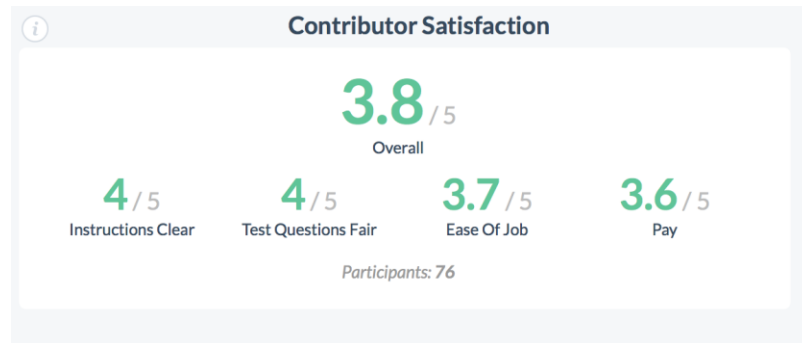 i
Contributor Satisfaction
3.8 / 5
Overall
4 / 5 4 / 5 3.7 / 5 3.6 / 5
Instructions Clear Test Questions Fair Ease Of Job Pay
Participants: 76